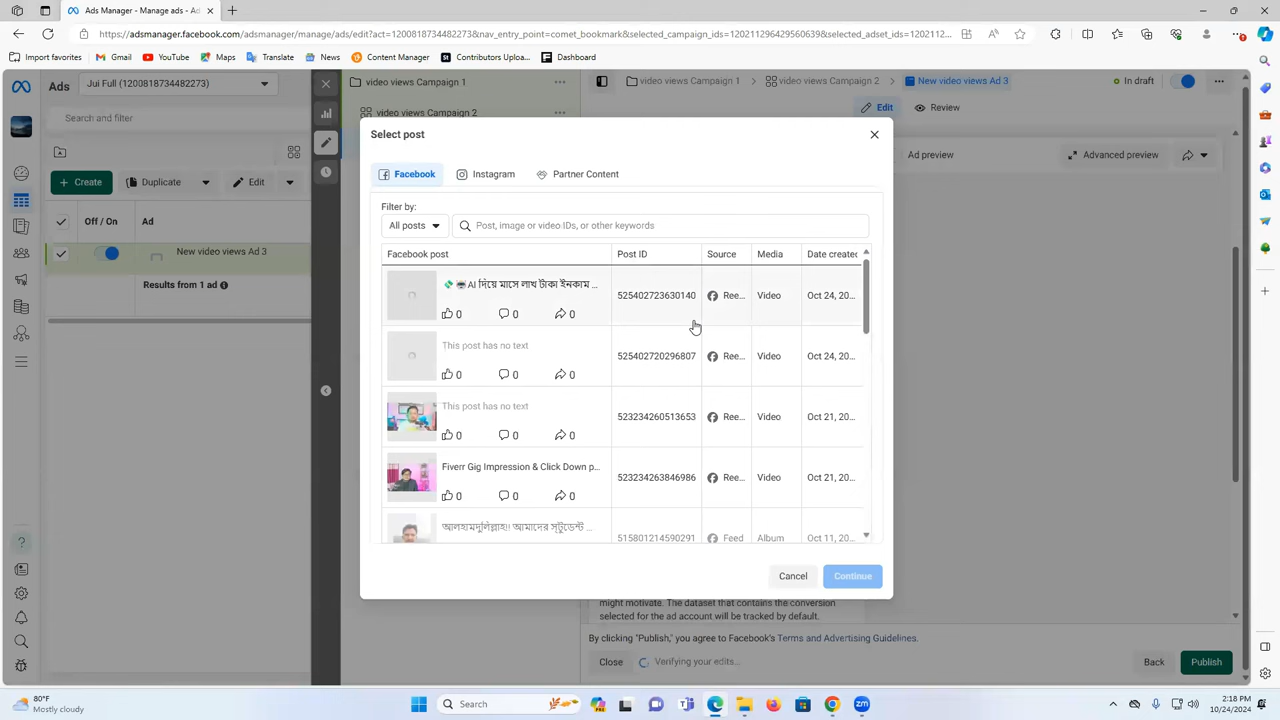 Ads Manager - Manage ads - Ads
https://adsmanager.facebook.com/adsmanager/manage/ads/edit?act=1200818734482273&nav_entry_point=comet_bookmark&selected_campaign_ids=120211296429560639&selected_adset_ids=12021
Import favorites
Gmail
YouTube
Maps
Translate
News
Content Manager
Contributors Uploa...
Dashboard
Ads
Jui Full (1200818734482273)
Search and filter
Create
Duplicate
Edit
Off / On
Ad
New video views Ad 3
Results from 1 ad
video views Campaign 1
video views Campaign 2
video views Campaign 1
video views Campaign 2
New video views Ad 3
In draft
Edit
Review
Ad preview
Advanced preview
Select post
Facebook
Instagram
Partner Content
Filter by:
All posts
Post, image or video IDs, or other keywords
Facebook post
Post ID
Source
Media
Date created
AI দিয়ে মাসে লাখ টাকা ইনকাম ...
0 0 0
525402723630140
Ree...
Video
Oct 24, 20...
This post has no text
0 0 0
525402720296807
Ree...
Video
Oct 24, 20...
This post has no text
0 0 0
523234260513653
Ree...
Video
Oct 21, 20...
Fiverr Gig Impression & Click Down p...
0 0 0
523234263846986
Ree...
Video
Oct 21, 20...
আলহামদুলিল্লাহ!! আমাদের স্টুডেন্ট ...
515801214590291
Feed
Album
Oct 11, 20...
Cancel
Continue
might motivate. The dataset that contains the conversion
selected for the ad account will be tracked by default.
By clicking "Publish," you agree to Facebook's Terms and Advertising Guidelines.
Close
Verifying your edits...
Back
Publish
80°F
Mostly cloudy
Search
2:18 PM
10/24/2024